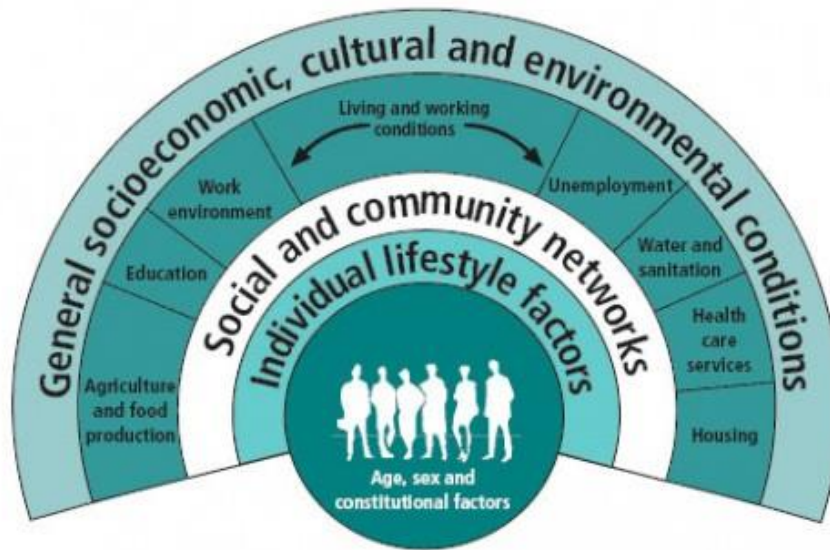 General socioeconomic, cultural and environmental conditions
Living and working
conditions
Work
environment
Unemployment
Education
Water and
sanitation
Agriculture
and food
production
Health
care
services
Housing
Social and community networks
Individual lifestyle factors
Age, sex and
constitutional factors